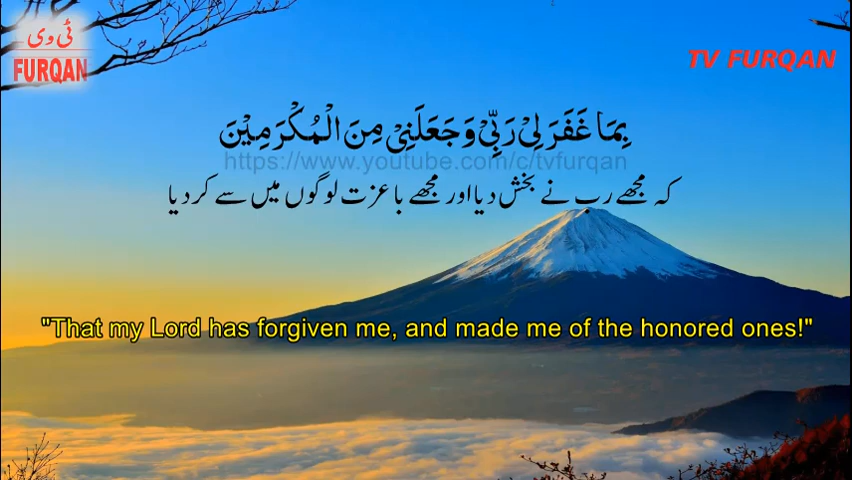 ٹی وی
FURQAN
TV FURQAN
بِمَا غَفَرَ لِیْ رَبِّیْ وَ جَعَلَنِیْ مِنَ الْمُكْرَمِیْنَ
https://www.youtube.com/c/tvfurqan
کہ مجھے رب نے بخش دیا اور مجھے با عزت لوگوں میں سے کر دیا
"That my Lord has forgiven me, and made me of the honored ones!"